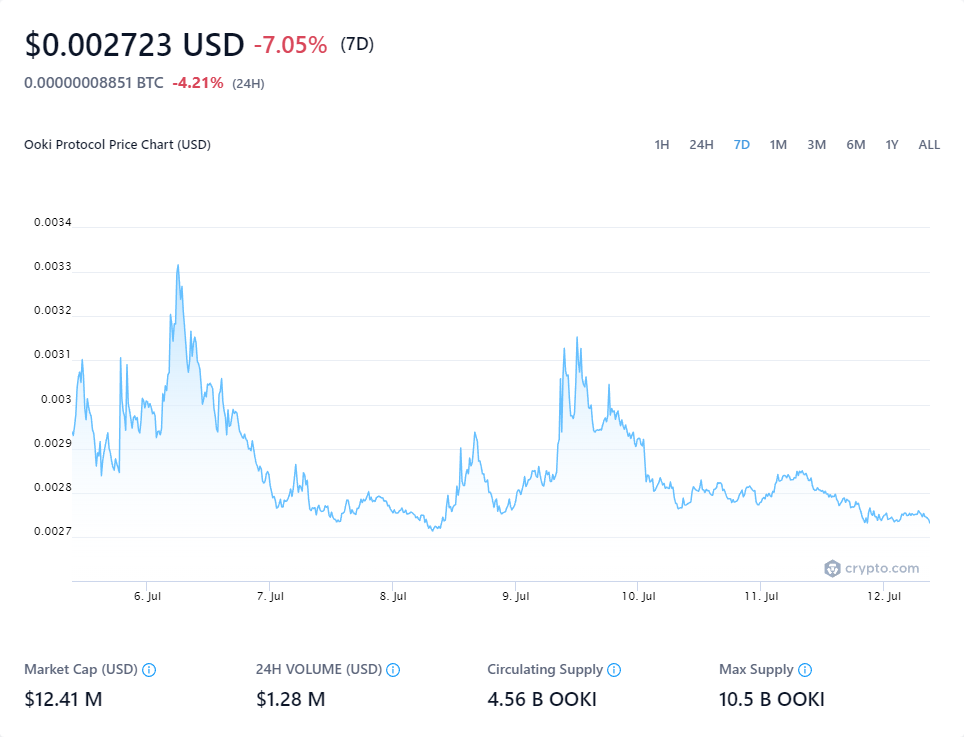 $0.002723 USD -7.05% (7D)
0.00000008851 BTC -4.21% (24H)
Ooki Protocol Price Chart (USD) 1H 24H 7D 1M 3M 6M 1Y ALL
0.0034
0.0033
0.0032
0.0031
0.003
0.0029
0.0028
0.0027
crypto.com
6. Jul 7. Jul 8. Jul 9. Jul 10. Jul 11. Jul 12. Jul
Market Cap (USD) 24H VOLUME (USD) Circulating Supply Max Supply
$12.41 M $1.28 M 4.56 B OOKI 10.5 B OOKI